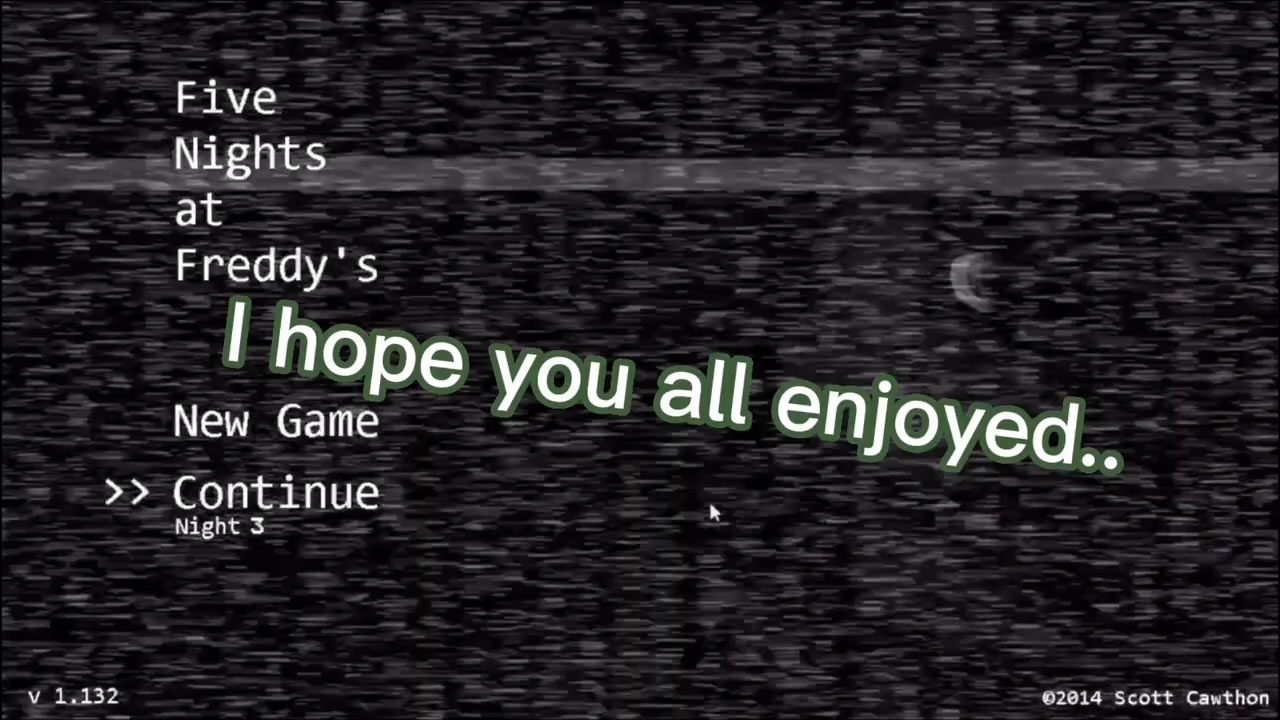 Five
Nights
at
Freddy's
I hope you all enjoyed..
New Game
>> Continue
Night 3
v 1.132
©2014 Scott Cawthon